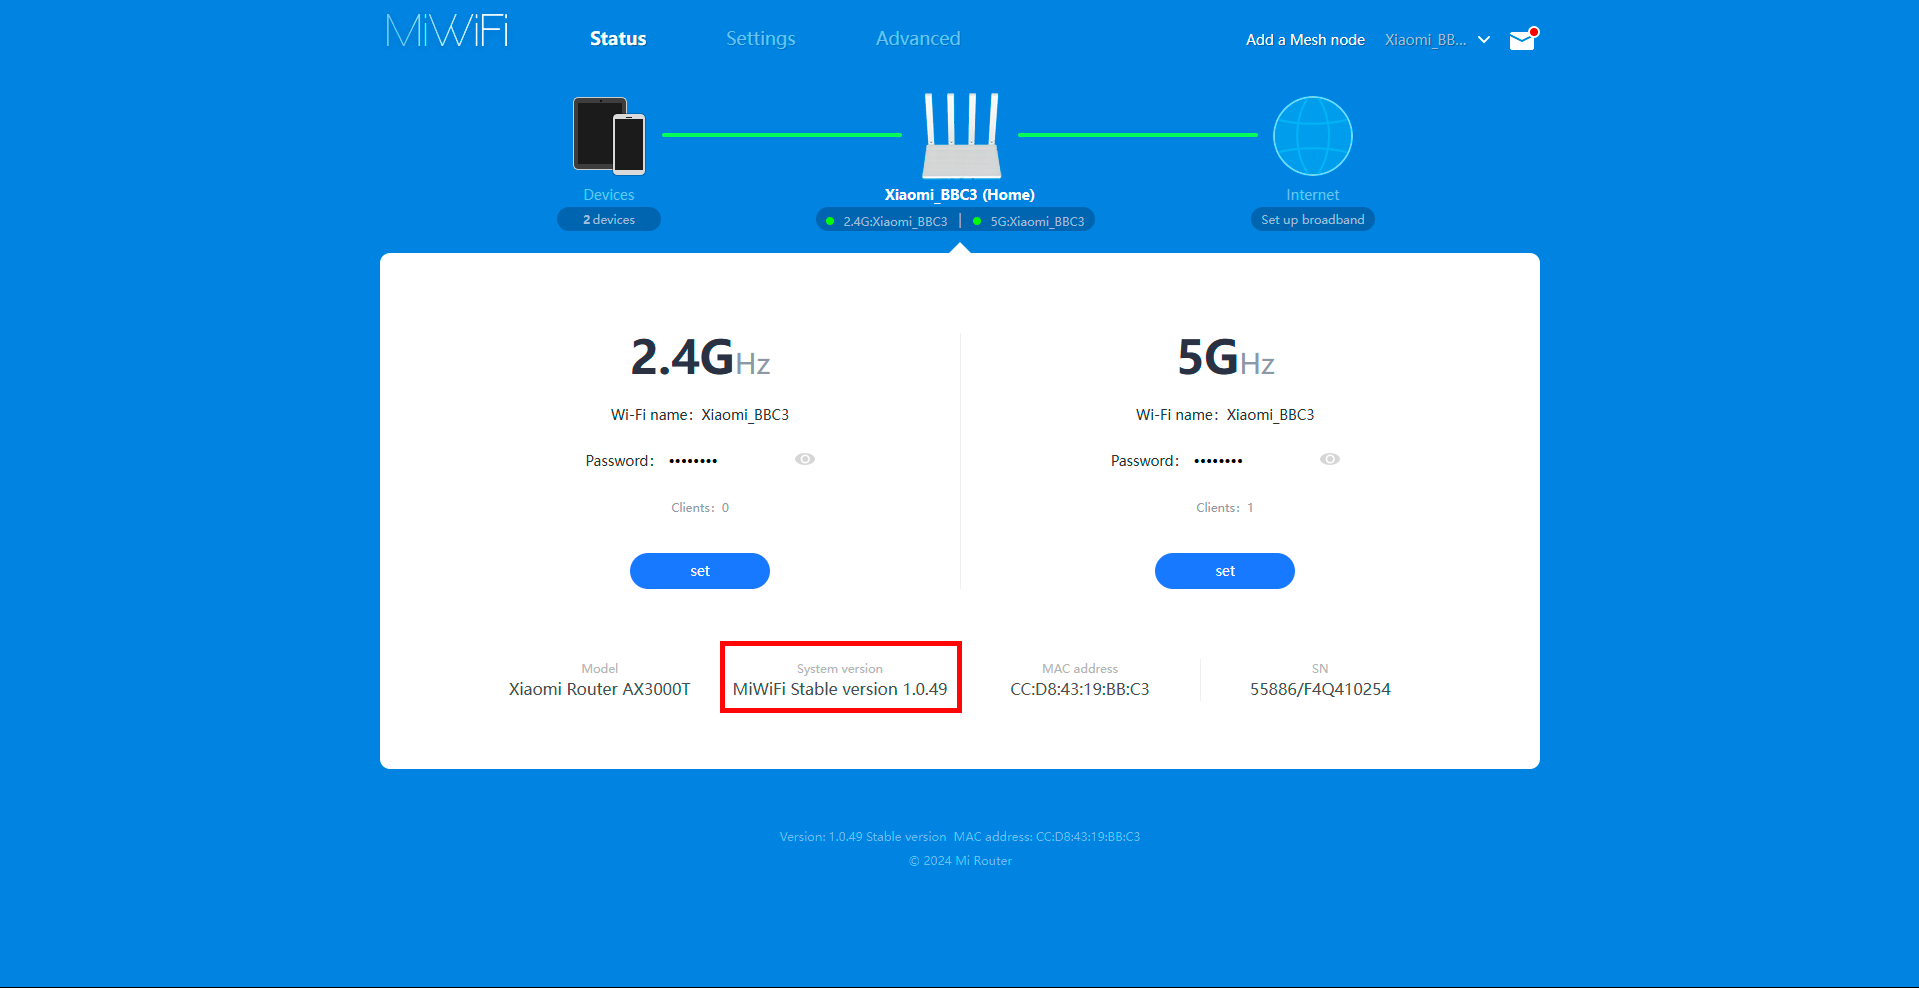 MiWiFi Status Settings Advanced Add a Mesh node Xiaomi_BB...
Devices Xiaomi_BBC3 (Home) Internet
2 devices 2.4G:Xiaomi_BBC3 | 5G:Xiaomi_BBC3 Set up broadband
2.4GHz 5GHz
Wi-Fi name：Xiaomi_BBC3 Wi-Fi name：Xiaomi_BBC3
Password： •••••••• Password： ••••••••
Clients：0 Clients：1
set set
Model System version MAC address SN
Xiaomi Router AX3000T MiWiFi Stable version 1.0.49 CC:D8:43:19:BB:C3 55886/F4Q410254
Version: 1.0.49 Stable version MAC address: CC:D8:43:19:BB:C3
© 2024 Mi Router